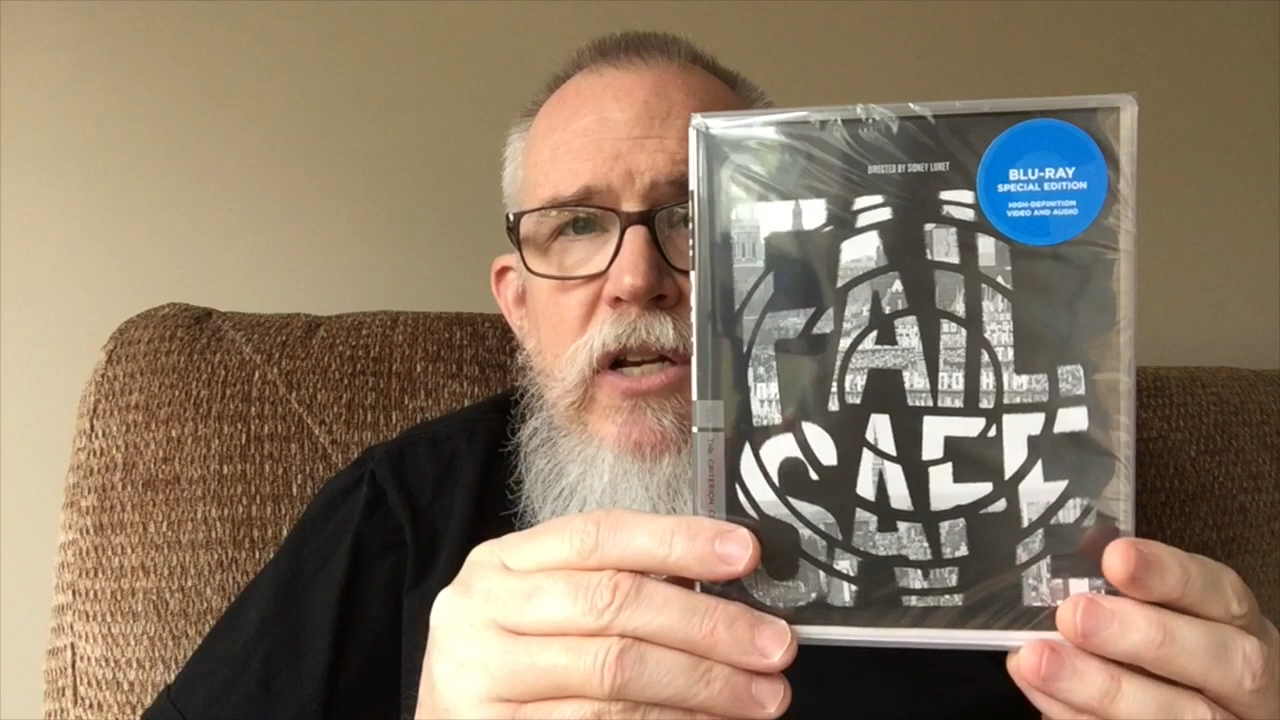 DIRECTED BY SIDNEY LUMET
BLU-RAY
SPECIAL EDITION
HIGH-DEFINITION
VIDEO AND AUDIO
FAIL
SAFE
THE CRITERION C